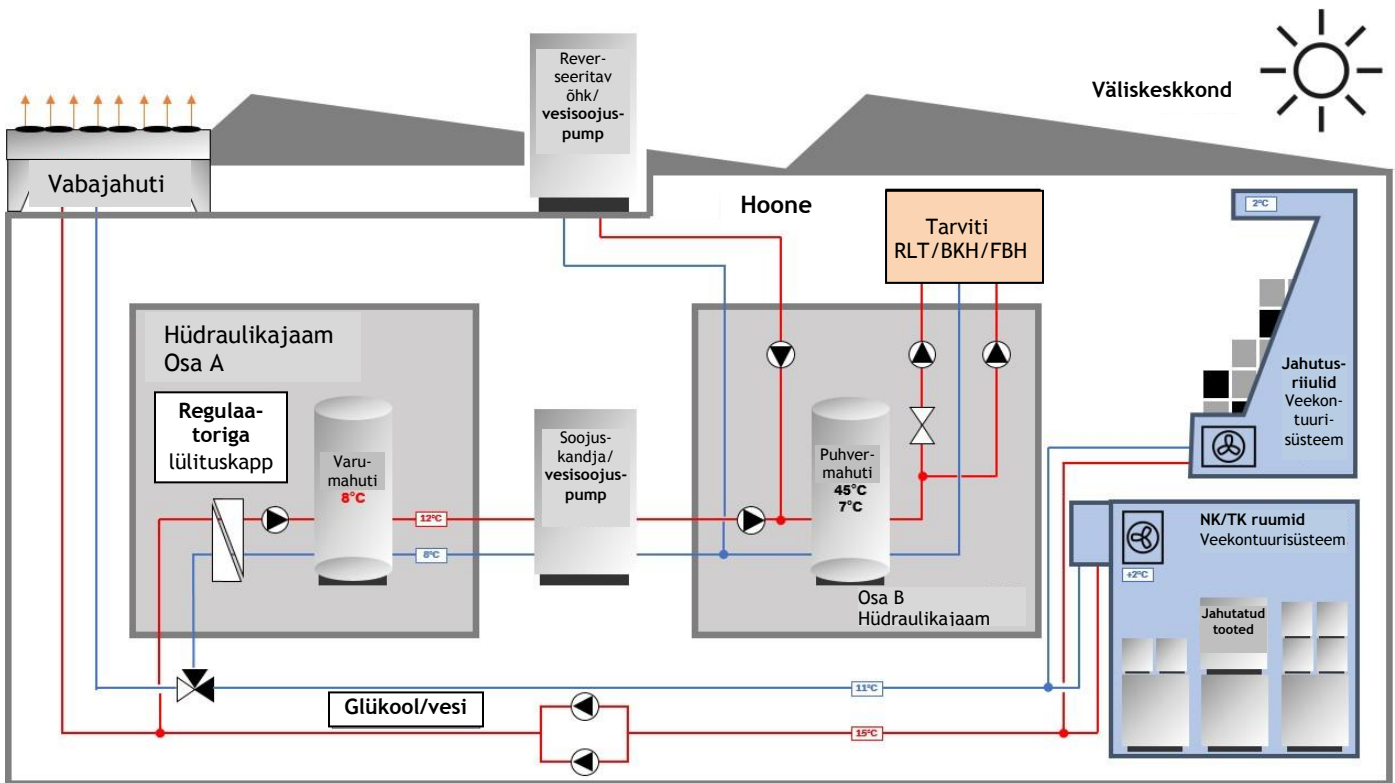 Rever-
seeritav
õhk/
vesisoojus-
pump
Väliskeskkond
Vabajahuti
Hoone
Tarviti
RLT/BKH/FBH
2°C
Hüdraulikajaam
Osa A
Regulaa-
toriga
lülituskapp
Varu-
mahuti
8°C
12°C
8°C
Soojus-
kandja/
vesisoojus-
pump
Puhver-
mahuti
45°C
7°C
Osa B
Hüdraulikajaam
Jahutus-
riiulid
Veekon-
tuuri-
süsteem
NK/TK ruumid
Veekontuurisüsteem
+2°C
Jahutatud
tooted
11°C
Glükool/vesi
15°C